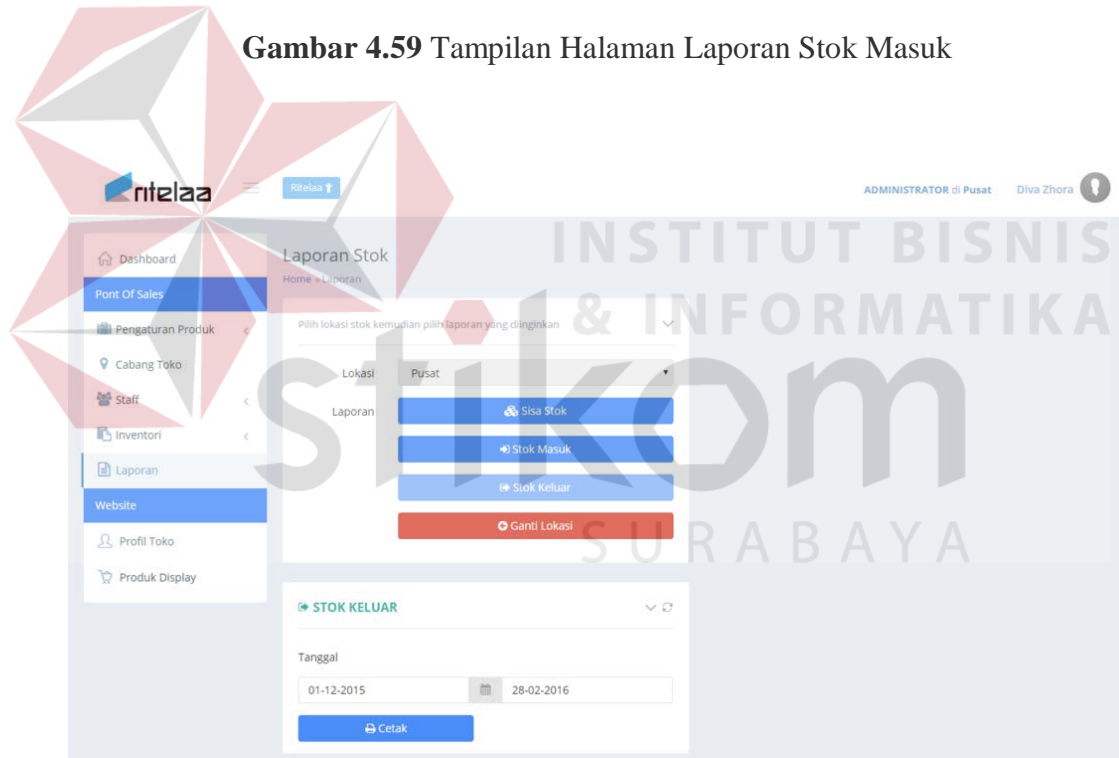 Gambar 4.59 Tampilan Halaman Laporan Stok Masuk
ritelaa
Ritelaa
ADMINISTRATOR di Pusat
Diva Zhora
INSTITUT BISNIS
& INFORMATIKA
stikom
SURABAYA
Dashboard
Pont Of Sales
Pengaturan Produk
Cabang Toko
Staff
Inventori
Laporan
Website
Profil Toko
Produk Display
Laporan Stok
Home » Laporan
Pilih lokasi stok kemudian pilih laporan yang diinginkan
Lokasi
Pusat
Laporan
Sisa Stok
Stok Masuk
Stok Keluar
Ganti Lokasi
STOK KELUAR
Tanggal
01-12-2015
28-02-2016
Cetak